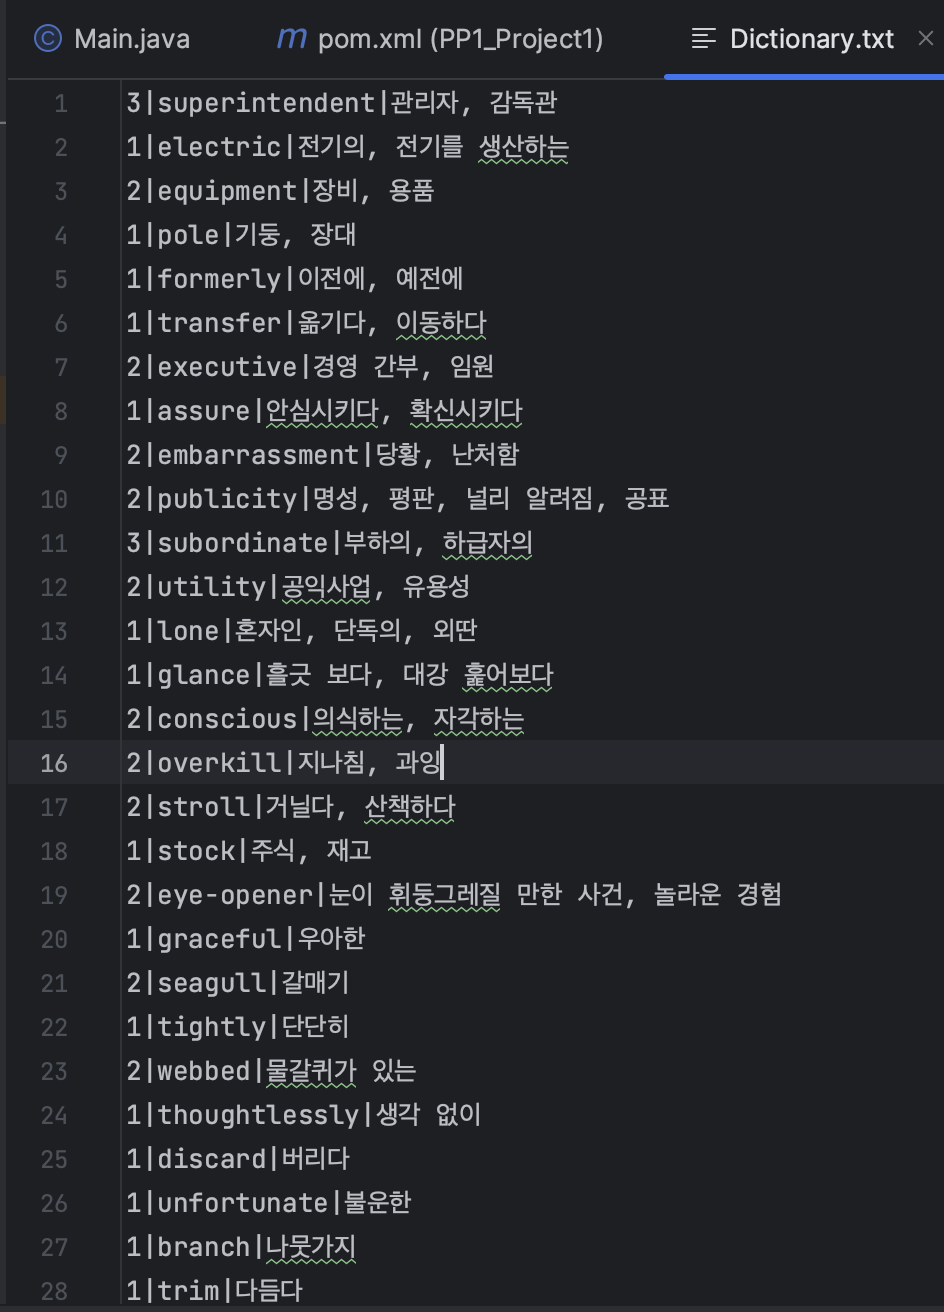 Main.java
pom.xml (PP1_Project1)
Dictionary.txt
1 3|superintendent|관리자, 감독관
2 1|electric|전기의, 전기를 생산하는
3 2|equipment|장비, 용품
4 1|pole|기둥, 장대
5 1|formerly|이전에, 예전에
6 1|transfer|옮기다, 이동하다
7 2|executive|경영 간부, 임원
8 1|assure|안심시키다, 확신시키다
9 2|embarrassment|당황, 난처함
10 2|publicity|명성, 평판, 널리 알려짐, 공표
11 3|subordinate|부하의, 하급자의
12 2|utility|공익사업, 유용성
13 1|lone|혼자인, 단독의, 외딴
14 1|glance|흘긋 보다, 대강 훑어보다
15 2|conscious|의식하는, 자각하는
16 2|overkill|지나침, 과잉
17 2|stroll|거닐다, 산책하다
18 1|stock|주식, 재고
19 2|eye-opener|눈이 휘둥그레질 만한 사건, 놀라운 경험
20 1|graceful|우아한
21 2|seagull|갈매기
22 1|tightly|단단히
23 2|webbed|물갈퀴가 있는
24 1|thoughtlessly|생각 없이
25 1|discard|버리다
26 1|unfortunate|불운한
27 1|branch|나뭇가지
28 1|trim|다듬다